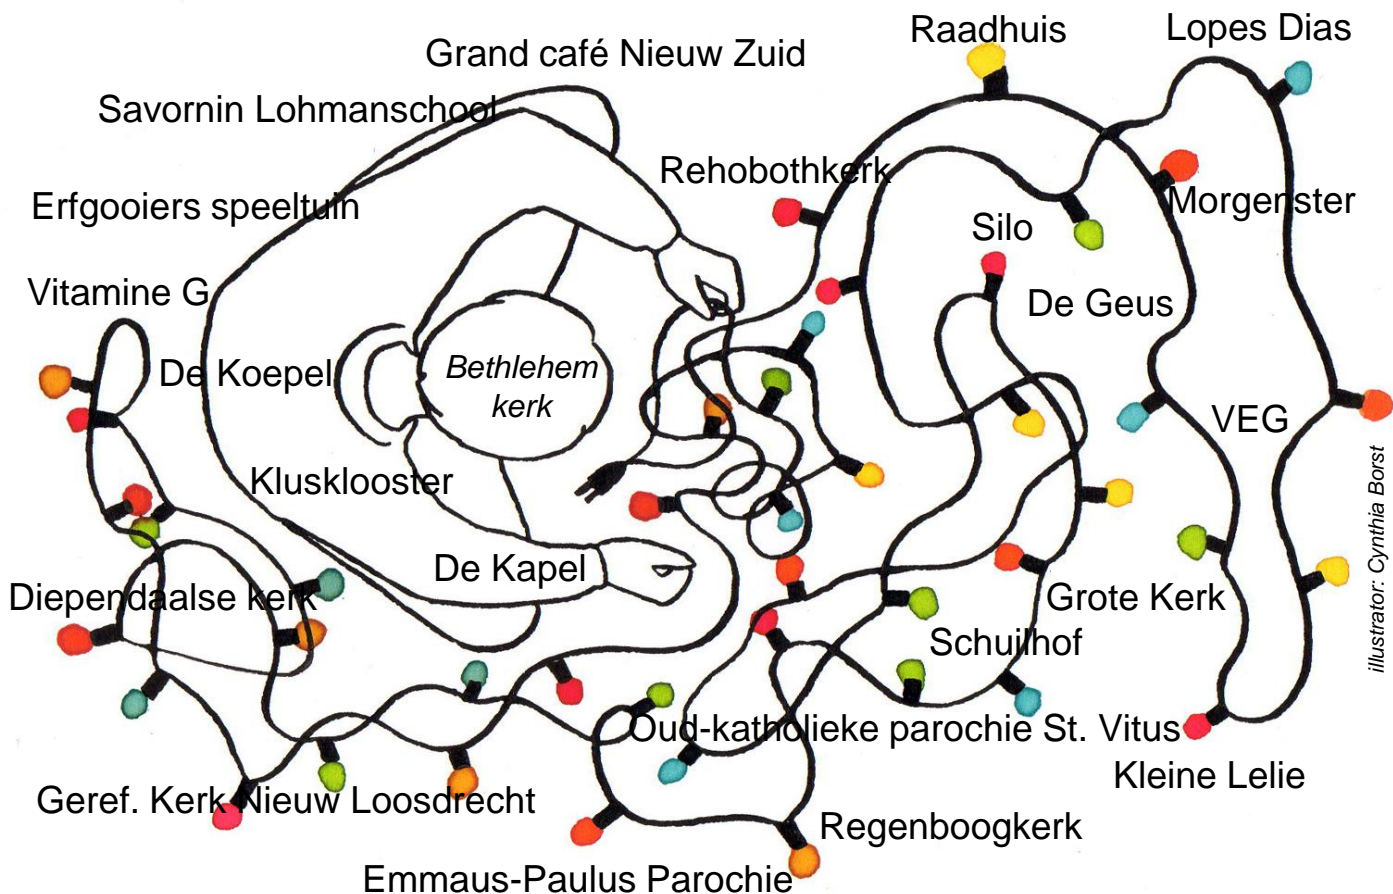 Raadhuis
Lopes Dias
Grand café Nieuw Zuid
Savornin Lohmanschool
Rehobothkerk
Morgenster
Erfgooiers speeltuin
Silo
Vitamine G
De Geus
De Koepel
Bethlehem
kerk
VEG
Klusklooster
De Kapel
Diependaalse kerk
Grote Kerk
Schuilhof
Oud-katholieke parochie St. Vitus
Kleine Lelie
Geref. Kerk Nieuw Loosdrecht
Regenboogkerk
Emmaus-Paulus Parochie
illustrator: Cynthia Borst